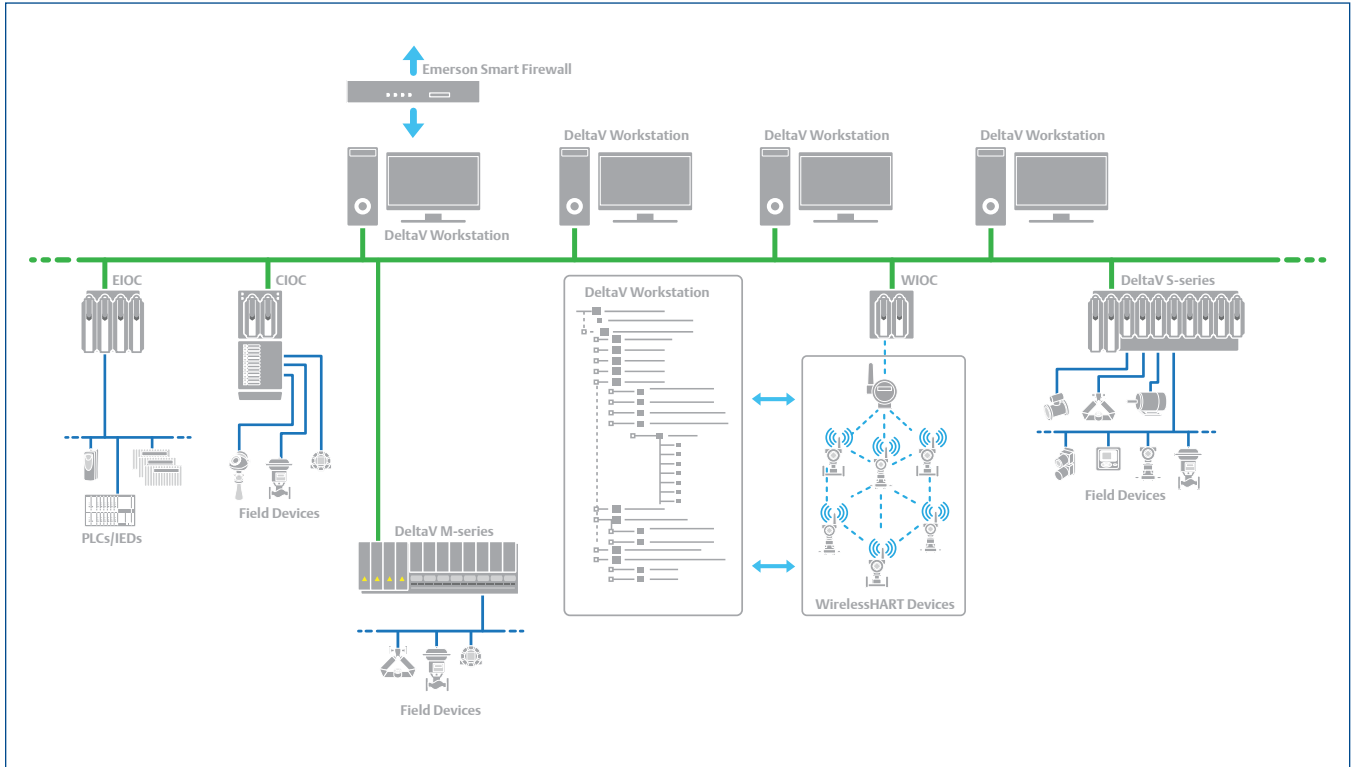 Emerson Smart Firewall
DeltaV Workstation
DeltaV Workstation
DeltaV Workstation
DeltaV Workstation
EIOC
CIOC
DeltaV Workstation
WIOC
DeltaV S-series
Field Devices
Field Devices
DeltaV M-series
PLCs/IEDs
WirelessHART Devices
Field Devices